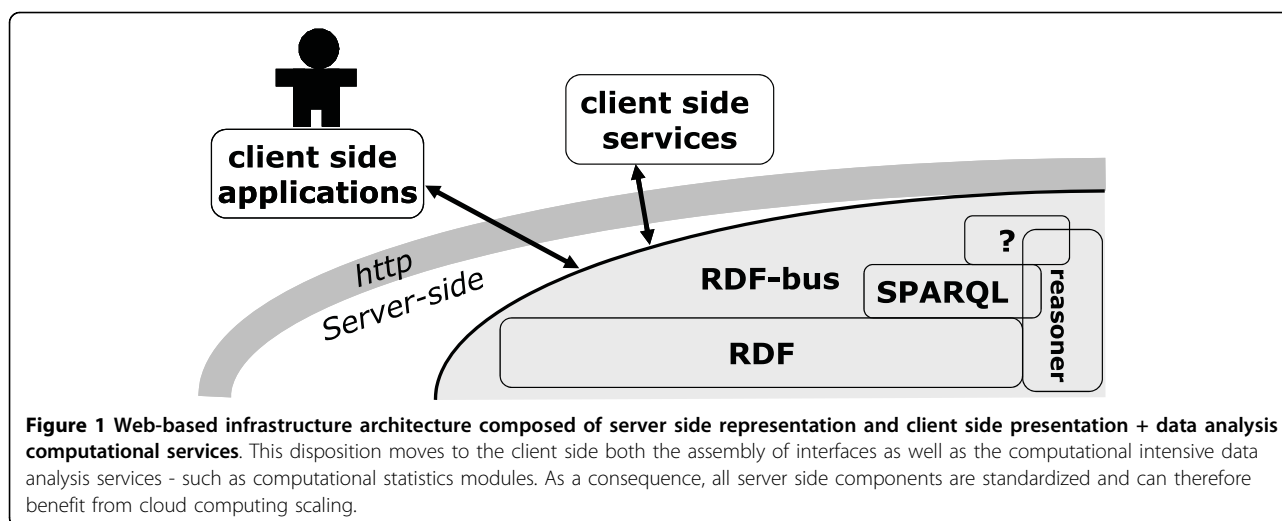 client side
applications
client side
services
http
Server-side
RDF-bus
?
SPARQL
reasoner
RDF
Figure 1 Web-based infrastructure architecture composed of server side representation and client side presentation + data analysis
computational services. This disposition moves to the client side both the assembly of interfaces as well as the computational intensive data
analysis services - such as computational statistics modules. As a consequence, all server side components are standardized and can therefore
benefit from cloud computing scaling.